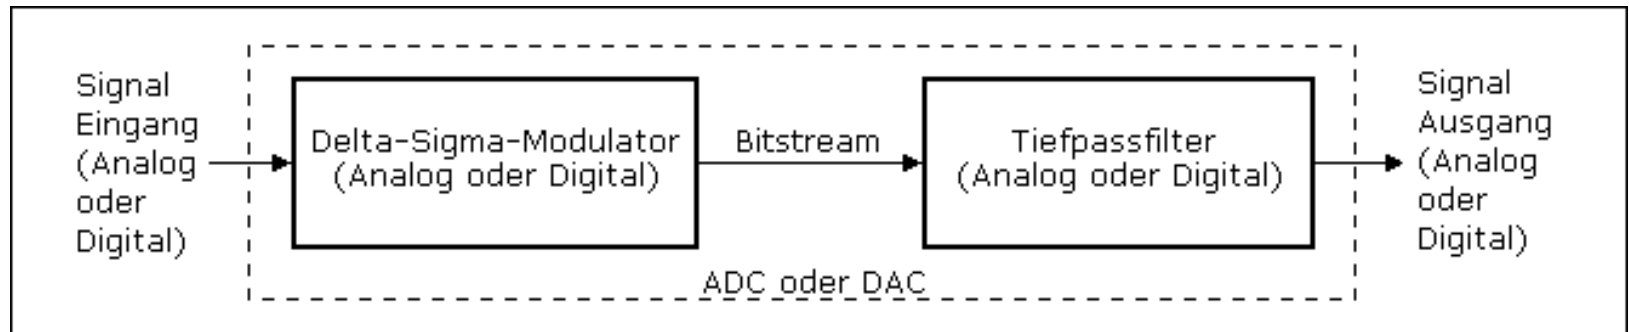 Signal
Eingang
(Analog
oder
Digital)
Delta-Sigma-Modulator
(Analog oder Digital)
Bitstream
Tiefpassfilter
(Analog oder Digital)
Signal
Ausgang
(Analog
oder
Digital)
ADC oder DAC